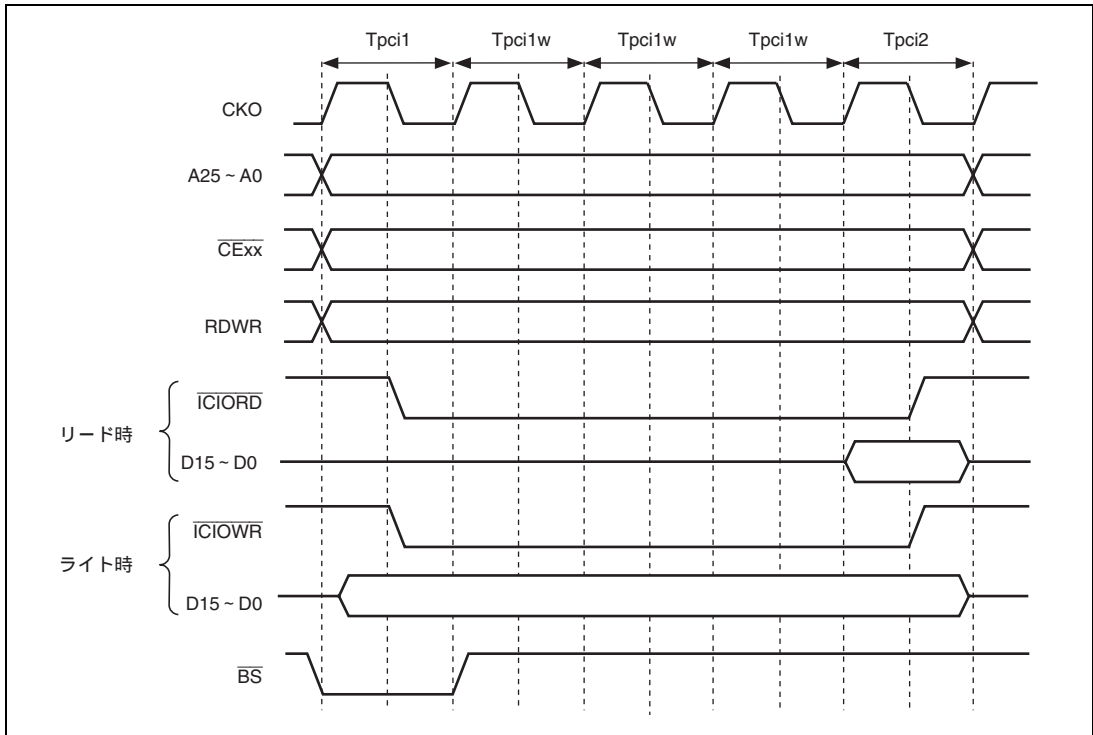 Tpci1 Tpci1w Tpci1w Tpci1w Tpci2
CKO
A25 ~ A0
CExx
RDWR
リード時
ICIORD
D15 ~ D0
ライト時
ICIOWR
D15 ~ D0
BS